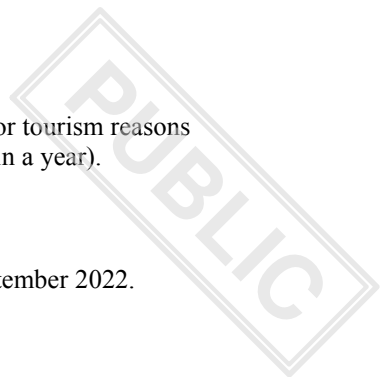 or tourism reasons
n a year).
tember 2022.
PUBLIC